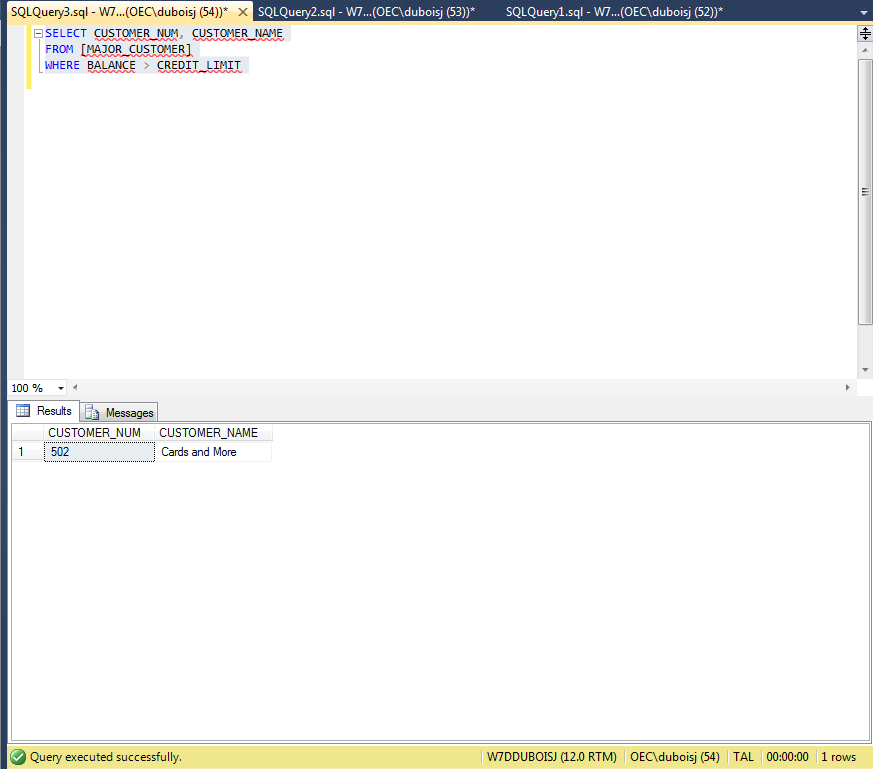 SQLQuery3.sql - W7...(OEC\duboisj (54))* SQLQuery2.sql - W7...(OEC\duboisj (53))* SQLQuery1.sql - W7...(OEC\duboisj (52))*
SELECT CUSTOMER_NUM, CUSTOMER_NAME
FROM [MAJOR_CUSTOMER]
WHERE BALANCE > CREDIT_LIMIT
100 %
Results Messages
CUSTOMER_NUM CUSTOMER_NAME
1 502 Cards and More
Query executed successfully. W7DDUBOISJ (12.0 RTM) OEC\duboisj (54) TAL 00:00:00 1 rows